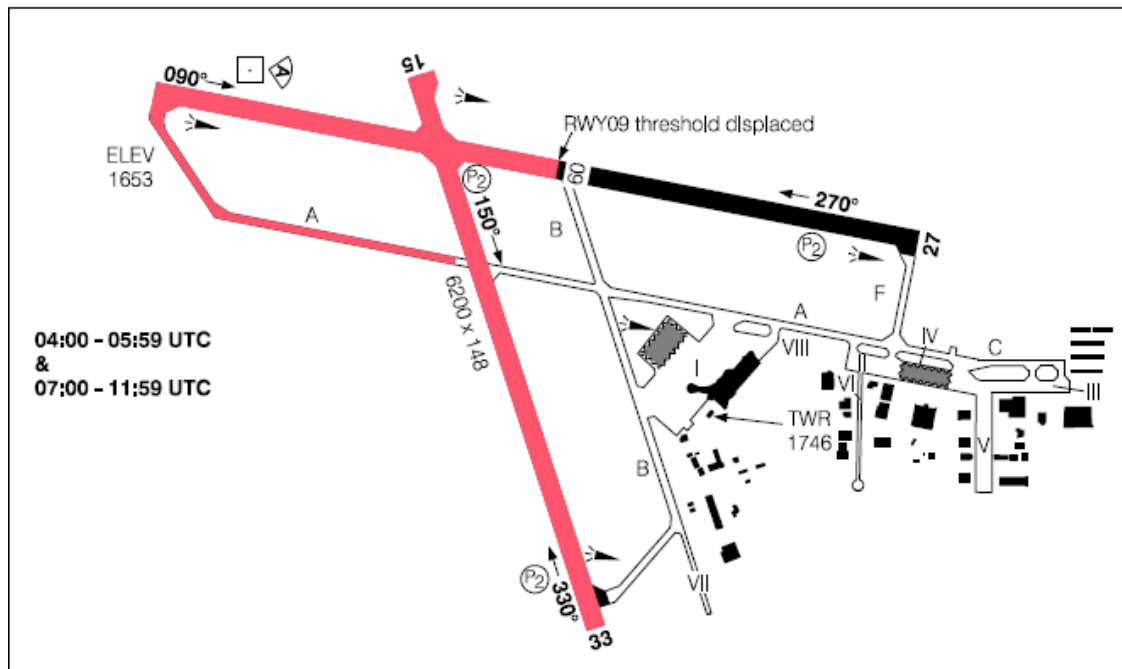 15
090°
A
RWY09 threshold displaced
ELEV
1653
P2
09
270°
27
150°
A
B
P2
F
6200 x 148
A
IV
C
04:00 - 05:59 UTC
&
07:00 - 11:59 UTC
VIII
I
II
VI
III
TWR
1746
V
B
P2
330°
VII
33